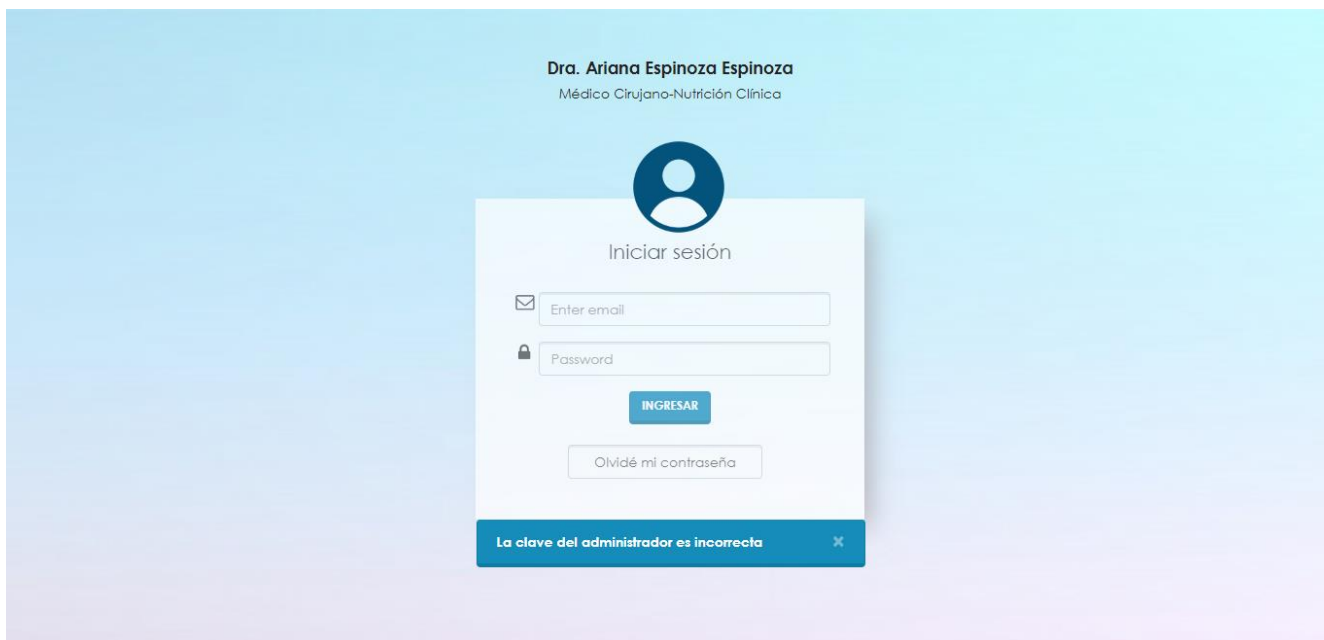 Dra. Ariana Espinoza Espinoza
Médico Cirujano-Nutrición Clínica
Iniciar sesión
Enter email
Password
INGRESAR
Olvidé mi contraseña
La clave del administrador es incorrecta ×